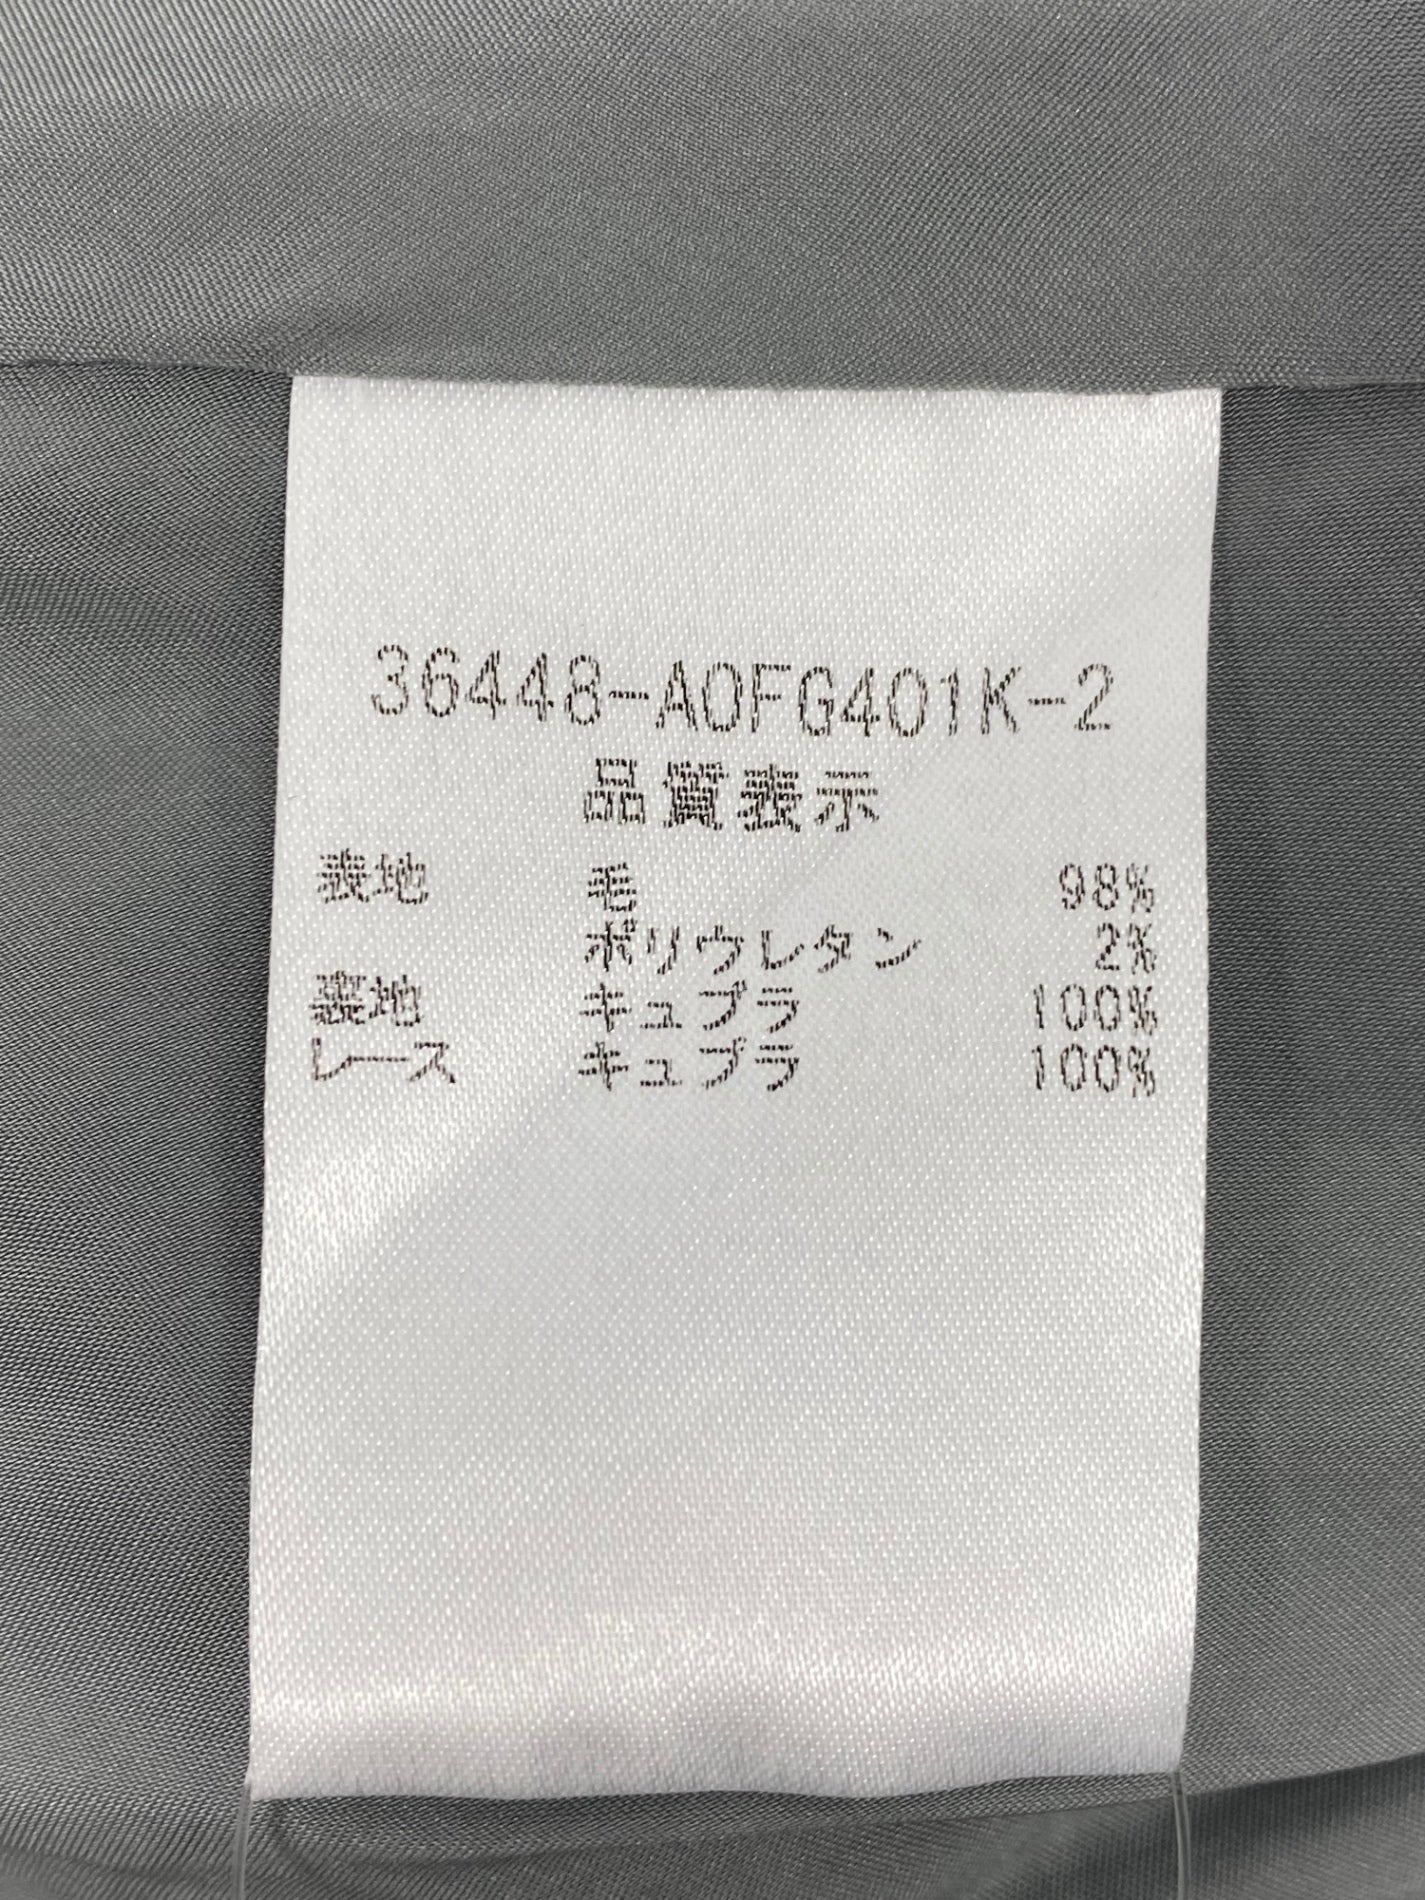 36448-A0FG401K-2
品質表示
表地 毛 98%
ポリウレタン 2%
裏地 キュプラ 100%
レース キュプラ 100%